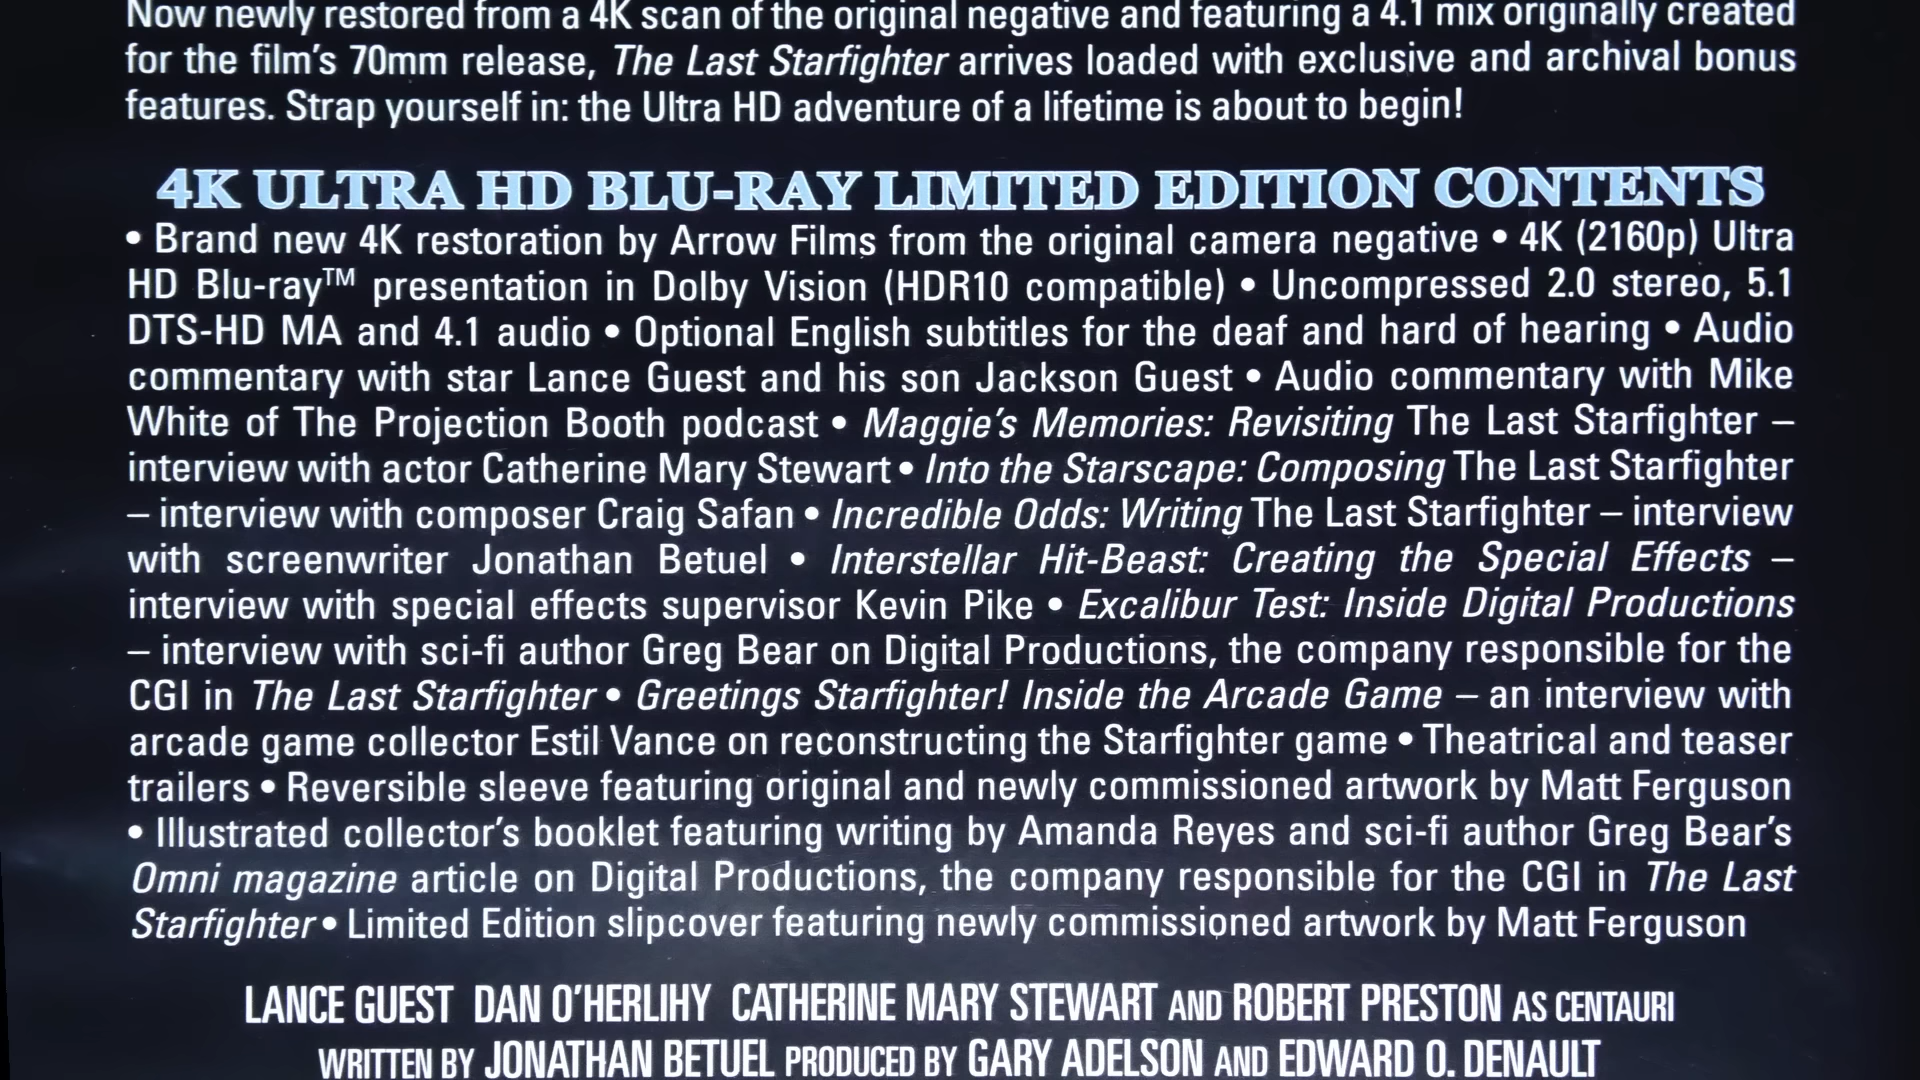 Now newly restored from a 4K scan of the original negative and featuring a 4.1 mix originally created
for the film's 70mm release, The Last Starfighter arrives loaded with exclusive and archival bonus
features. Strap yourself in: the Ultra HD adventure of a lifetime is about to begin!
4K ULTRA HD BLU-RAY LIMITED EDITION CONTENTS
• Brand new 4K restoration by Arrow Films from the original camera negative • 4K (2160p) Ultra
HD Blu-ray™ presentation in Dolby Vision (HDR10 compatible) • Uncompressed 2.0 stereo, 5.1
DTS-HD MA and 4.1 audio • Optional English subtitles for the deaf and hard of hearing • Audio
commentary with star Lance Guest and his son Jackson Guest • Audio commentary with Mike
White of The Projection Booth podcast • Maggie's Memories: Revisiting The Last Starfighter –
interview with actor Catherine Mary Stewart • Into the Starscape: Composing The Last Starfighter
– interview with composer Craig Safan • Incredible Odds: Writing The Last Starfighter – interview
with screenwriter Jonathan Betuel • Interstellar Hit-Beast: Creating the Special Effects –
interview with special effects supervisor Kevin Pike • Excalibur Test: Inside Digital Productions
– interview with sci-fi author Greg Bear on Digital Productions, the company responsible for the
CGI in The Last Starfighter • Greetings Starfighter! Inside the Arcade Game – an interview with
arcade game collector Estil Vance on reconstructing the Starfighter game • Theatrical and teaser
trailers • Reversible sleeve featuring original and newly commissioned artwork by Matt Ferguson
• Illustrated collector's booklet featuring writing by Amanda Reyes and sci-fi author Greg Bear's
Omni magazine article on Digital Productions, the company responsible for the CGI in The Last
Starfighter • Limited Edition slipcover featuring newly commissioned artwork by Matt Ferguson
LANCE GUEST DAN O'HERLIHY CATHERINE MARY STEWART AND ROBERT PRESTON AS CENTAURI
WRITTEN BY JONATHAN BETUEL PRODUCED BY GARY ADELSON AND EDWARD O. DENAULT